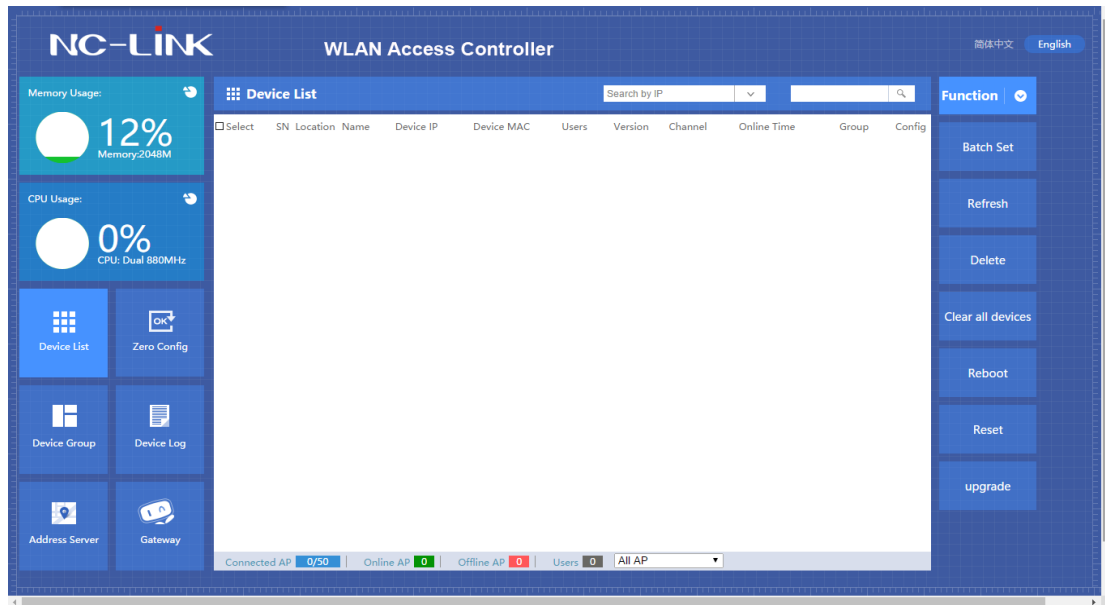 NC-LINK
WLAN Access Controller
简体中文 English
Memory Usage:
12%
Memory:2048M
CPU Usage:
0%
CPU: Dual 880MHz
Device List
Zero Config
OK
Device Group
Device Log
Address Server
Gateway
Device List
Search by IP
Select SN Location Name Device IP Device MAC Users Version Channel Online Time Group Config
Connected AP 0/50 Online AP 0 Offline AP 0 Users 0 All AP
Function
Batch Set
Refresh
Delete
Clear all devices
Reboot
Reset
upgrade